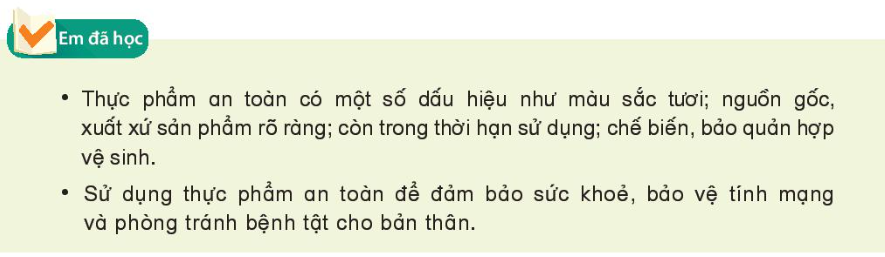 Em đã học
• Thực phẩm an toàn có một số dấu hiệu như màu sắc tươi; nguồn gốc,
xuất xứ sản phẩm rõ ràng; còn trong thời hạn sử dụng; chế biến, bảo quản hợp
vệ sinh.
• Sử dụng thực phẩm an toàn để đảm bảo sức khoẻ, bảo vệ tính mạng
và phòng tránh bệnh tật cho bản thân.